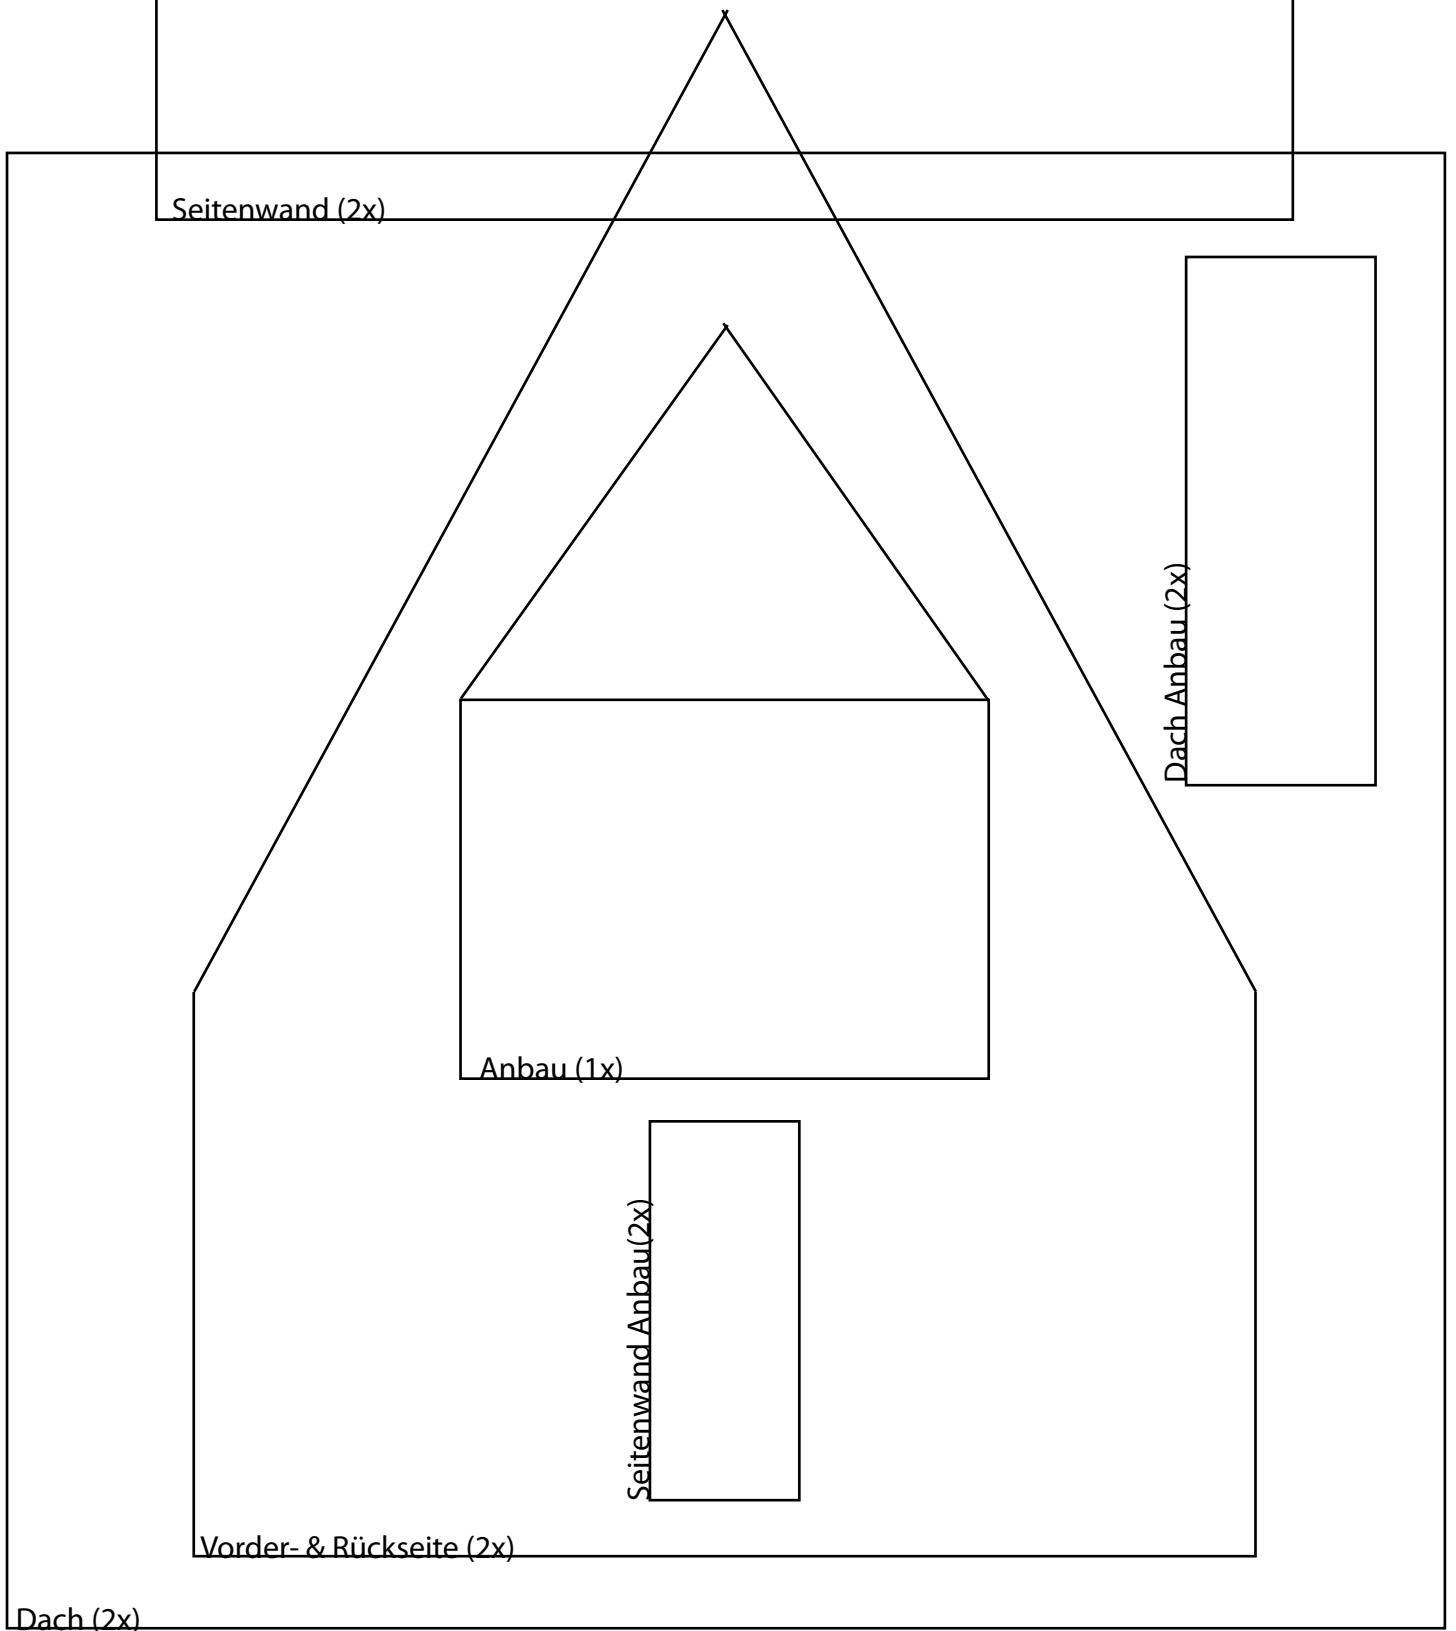 Seitenwand (2x)
Dach Anbau (2x)
Anbau (1x)
Seitenwand Anbau(2x)
Vorder- & Rückseite (2x)
Dach (2x)